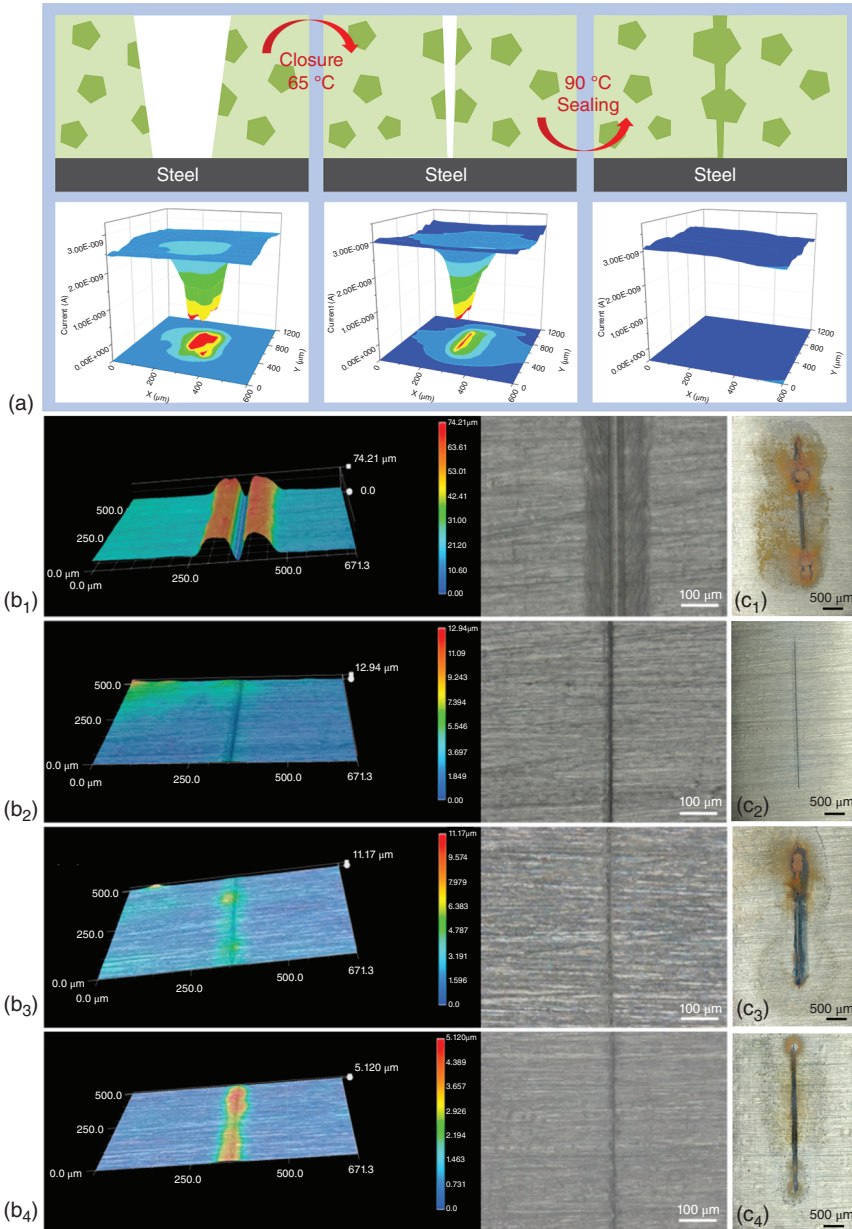 Closure
65 °C
90 °C
Sealing
Steel
Steel
Steel
3.00E-009
2.00E-009
1.00E-009
0.00E+000
Current (A)
0
200
400
600
X (µm)
0
400
800
1200
Y (µm)
3.00E-009
2.00E-009
1.00E-009
0.00E+000
Current (A)
0
200
400
600
X (µm)
0
400
800
1200
Y (µm)
3.00E-009
2.00E-009
1.00E-009
0.00E+000
Current (A)
0
200
400
600
X (µm)
0
400
800
1200
Y (µm)
(a)
74.21 µm
0.0
500.0
250.0
0.0 µm
0.0 µm
250.0
500.0
671.3
74.21µm
63.61
53.01
42.41
31.00
21.20
10.60
0.00
100 µm
500 µm
(b1)
(c1)
12.94 µm
500.0
250.0
0.0 µm
0.0 µm
250.0
500.0
671.3
12.94 µm
11.09
9.243
7.394
5.546
3.697
1.849
0.00
100 µm
500 µm
(b2)
(c2)
11.17 µm
500.0
250.0
0.0 µm
0.0 µm
250.0
500.0
671.3
11.17 µm
9.574
7.979
6.383
4.787
3.191
1.596
0.0
100 µm
500 µm
(b3)
(c3)
5.120 µm
500.0
250.0
0.0 µm
0.0 µm
250.0
500.0
671.3
5.120µm
4.389
3.657
2.926
2.194
1.463
0.731
0.0
100 µm
500 µm
(b4)
(c4)